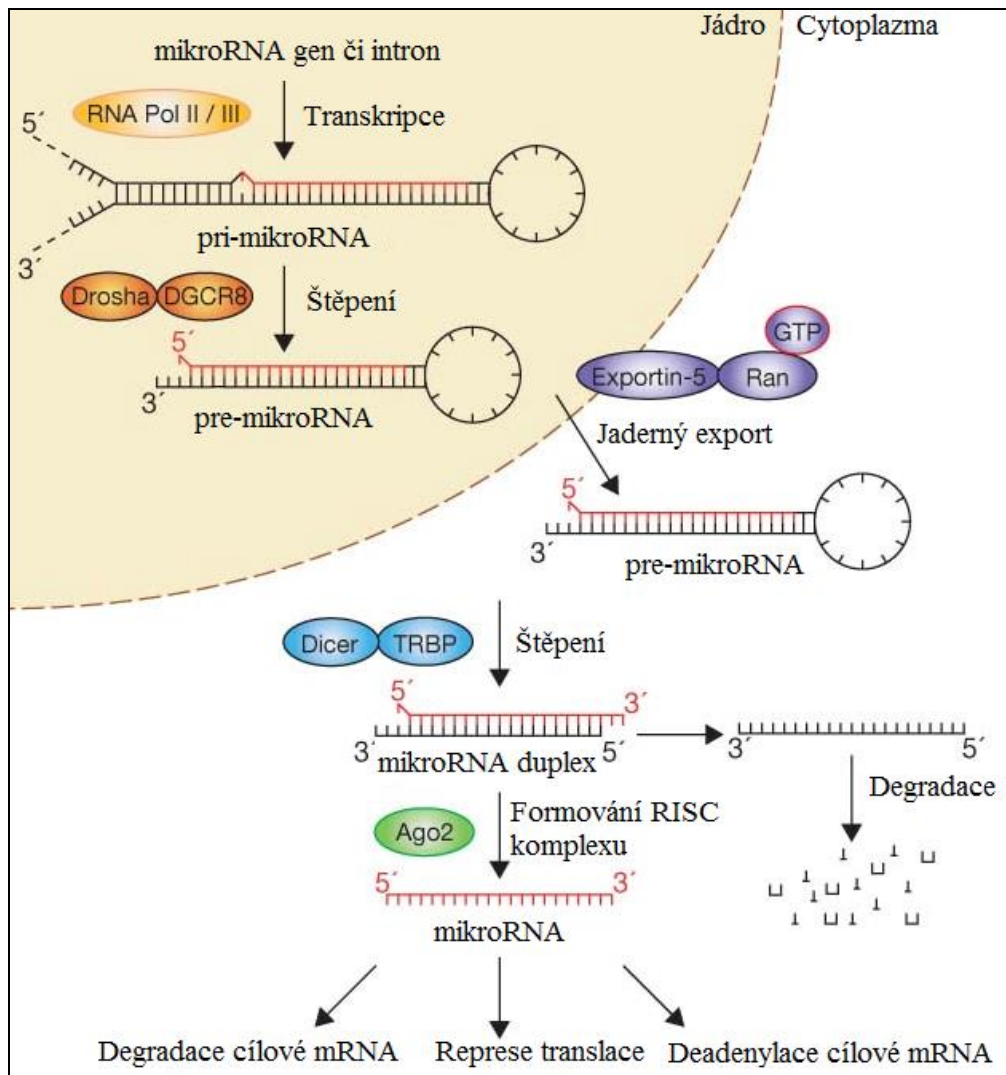 Jádro
Cytoplazma
mikroRNA gen či intron
RNA Pol II / III
Transkripce
5´
3´
pri-mikroRNA
Drosha
DGCR8
Štěpení
5´
3´
pre-mikroRNA
GTP
Exportin-5
Ran
Jaderný export
5´
3´
pre-mikroRNA
Dicer
TRBP
Štěpení
5´
3´
3´
5´
mikroRNA duplex
3´
5´
Degradace
Ago2
Formování RISC
komplexu
5´
3´
mikroRNA
Degradace cílové mRNA
Represe translace
Deadenylace cílové mRNA